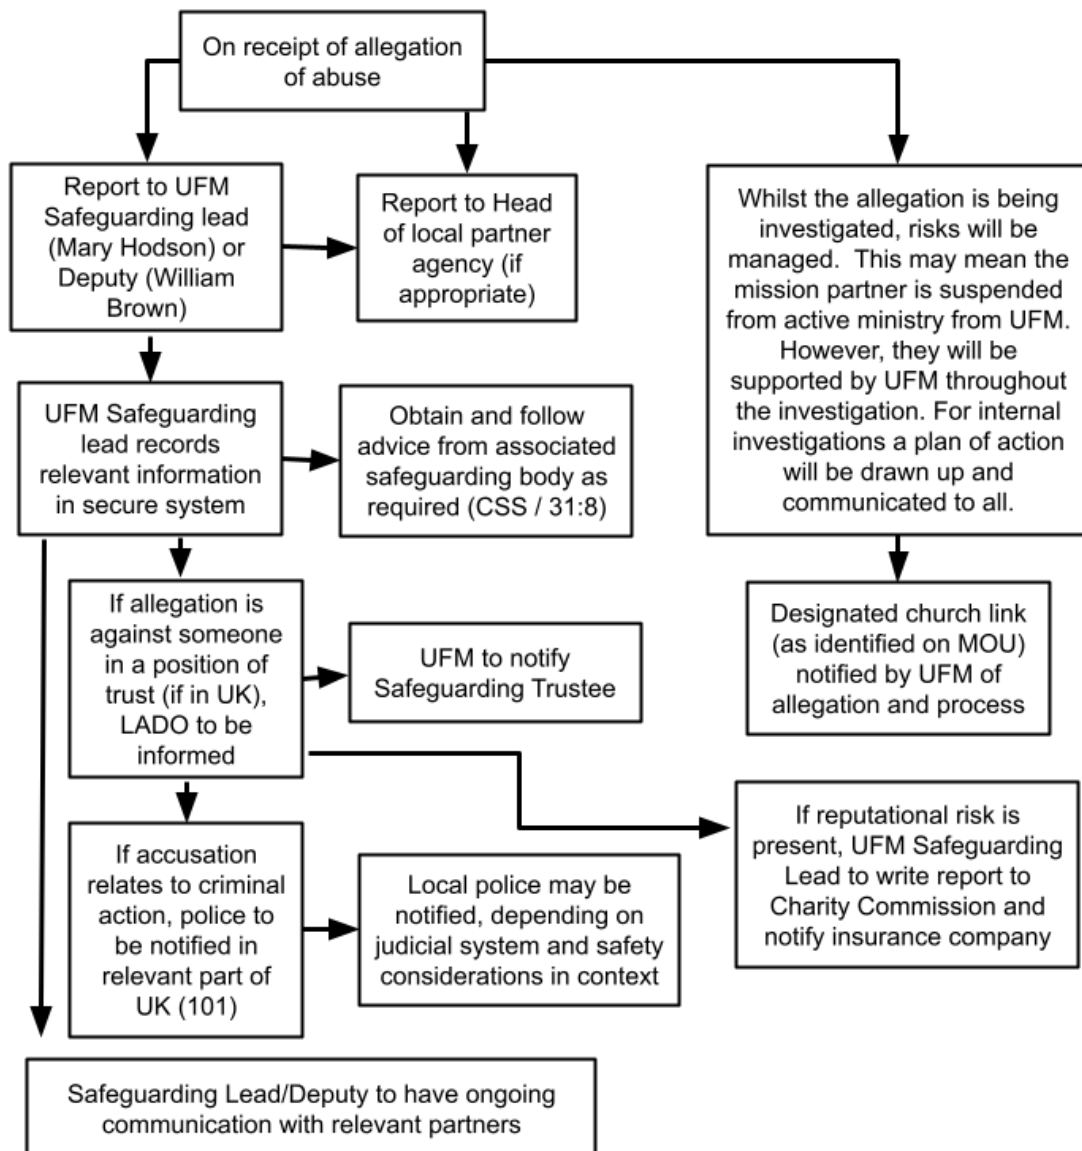 On receipt of allegation
of abuse
Report to UFM
Safeguarding lead
(Mary Hodson) or
Deputy (William
Brown)
Report to Head
of local partner
agency (if
appropriate)
Whilst the allegation is being
investigated, risks will be
managed.  This may mean the
mission partner is suspended
from active ministry from UFM.
However, they will be
supported by UFM throughout
the investigation. For internal
investigations a plan of action
will be drawn up and
communicated to all.
UFM Safeguarding
lead records
relevant information
in secure system
Obtain and follow
advice from associated
safeguarding body as
required (CSS / 31:8)
If allegation is
against someone
in a position of
trust (if in UK),
LADO to be
informed
UFM to notify
Safeguarding Trustee
Designated church link
(as identified on MOU)
notified by UFM of
allegation and process
If accusation
relates to criminal
action, police to
be notified in
relevant part of
UK (101)
Local police may be
notified, depending on
judicial system and safety
considerations in context
If reputational risk is
present, UFM Safeguarding
Lead to write report to
Charity Commission and
notify insurance company
Safeguarding Lead/Deputy to have ongoing
communication with relevant partners